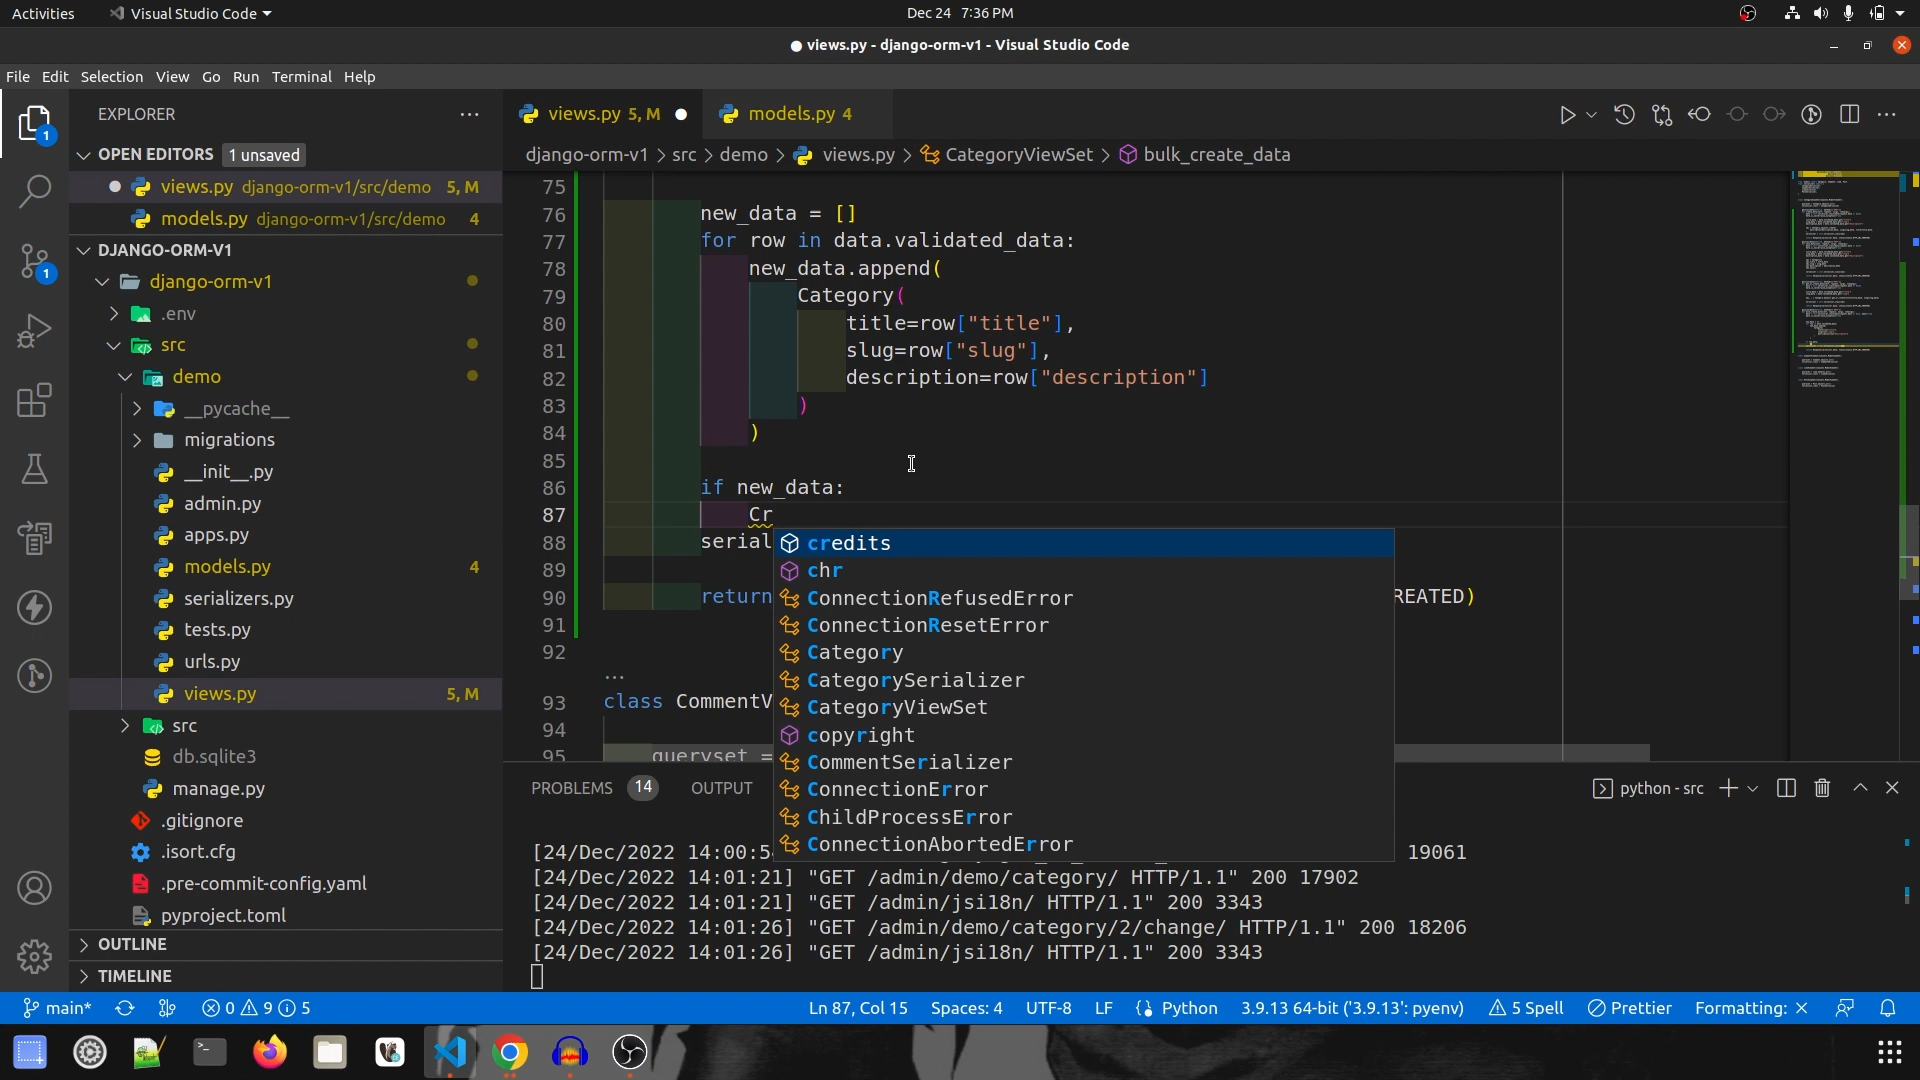 Activities
Visual Studio Code
Dec 24 7:36 PM
● views.py - django-orm-v1 - Visual Studio Code
File Edit Selection View Go Run Terminal Help
EXPLORER
OPEN EDITORS 1 unsaved
views.py django-orm-v1/src/demo 5, M
models.py django-orm-v1/src/demo 4
DJANGO-ORM-V1
django-orm-v1
.env
src
demo
__pycache__
migrations
__init__.py
admin.py
apps.py
models.py 4
serializers.py
tests.py
urls.py
views.py 5, M
src
db.sqlite3
manage.py
.gitignore
.isort.cfg
.pre-commit-config.yaml
pyproject.toml
OUTLINE
TIMELINE
1
1
views.py 5, M
models.py 4
django-orm-v1 > src > demo > views.py > CategoryViewSet > bulk_create_data
75
76 new_data = []
77 for row in data.validated_data:
78 new_data.append(
79 Category(
80 title=row["title"],
81 slug=row["slug"],
82 description=row["description"]
83 )
84 )
85
86 if new_data:
87 Cr
88 serial
89
90 return REATED)
91
92
...
93 class CommentV
94
95 queryset =
credits
chr
ConnectionRefusedError
ConnectionResetError
Category
CategorySerializer
CategoryViewSet
copyright
CommentSerializer
ConnectionError
ChildProcessError
ConnectionAbortedError
PROBLEMS 14 OUTPUT
python - src
[24/Dec/2022 14:00:5 19061
[24/Dec/2022 14:01:21] "GET /admin/demo/category/ HTTP/1.1" 200 17902
[24/Dec/2022 14:01:21] "GET /admin/jsi18n/ HTTP/1.1" 200 3343
[24/Dec/2022 14:01:26] "GET /admin/demo/category/2/change/ HTTP/1.1" 200 18206
[24/Dec/2022 14:01:26] "GET /admin/jsi18n/ HTTP/1.1" 200 3343
main* 0 9 5 Ln 87, Col 15 Spaces: 4 UTF-8 LF Python 3.9.13 64-bit ('3.9.13': pyenv) 5 Spell Prettier Formatting: ×